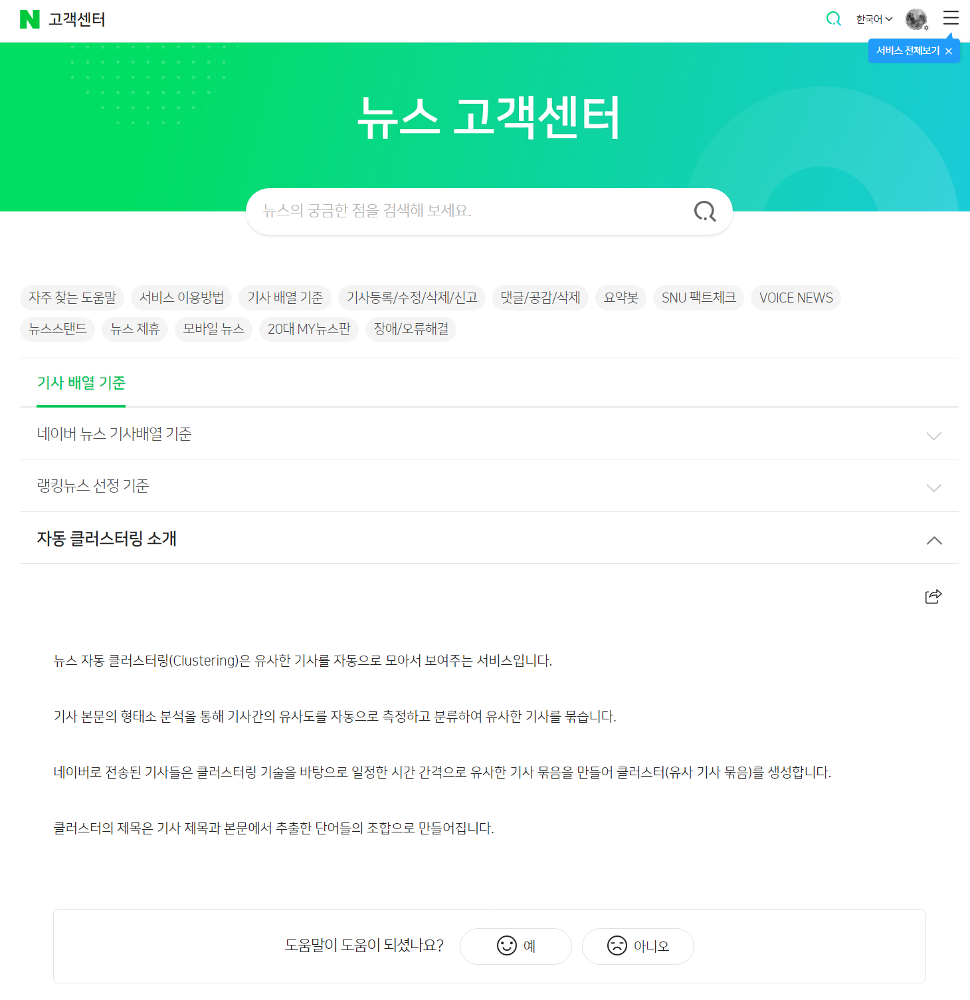 N 고객센터
한국어
서비스 전체보기
뉴스 고객센터
뉴스의 궁금한 점을 검색해 보세요.
자주 찾는 도움말 서비스 이용방법 기사 배열 기준 기사등록/수정/삭제/신고 댓글/공감/삭제 요약봇 SNU 팩트체크 VOICE NEWS
뉴스스탠드 뉴스 제휴 모바일 뉴스 20대 MY뉴스판 장애/오류해결
기사 배열 기준
네이버 뉴스 기사배열 기준
랭킹뉴스 선정 기준
자동 클러스터링 소개
뉴스 자동 클러스터링(Clustering)은 유사한 기사를 자동으로 모아서 보여주는 서비스입니다.
기사 본문의 형태소 분석을 통해 기사간의 유사도를 자동으로 측정하고 분류하여 유사한 기사를 묶습니다.
네이버로 전송된 기사들은 클러스터링 기술을 바탕으로 일정한 시간 간격으로 유사한 기사 묶음을 만들어 클러스터(유사 기사 묶음)를 생성합니다.
클러스터의 제목은 기사 제목과 본문에서 추출한 단어들의 조합으로 만들어집니다.
도움말이 도움이 되셨나요? 예 아니오